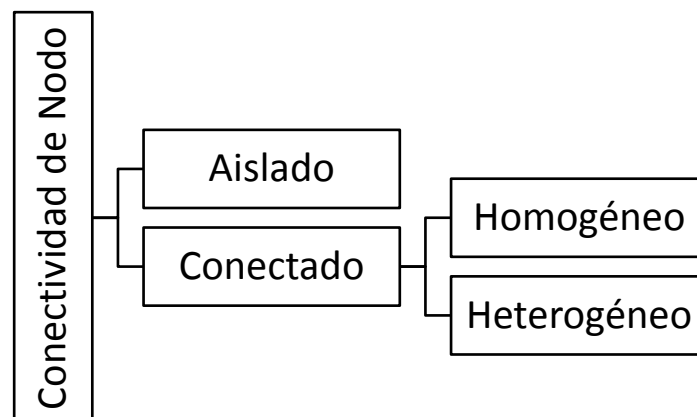 Conectividad de Nodo
Aislado
Conectado
Homogéneo
Heterogéneo